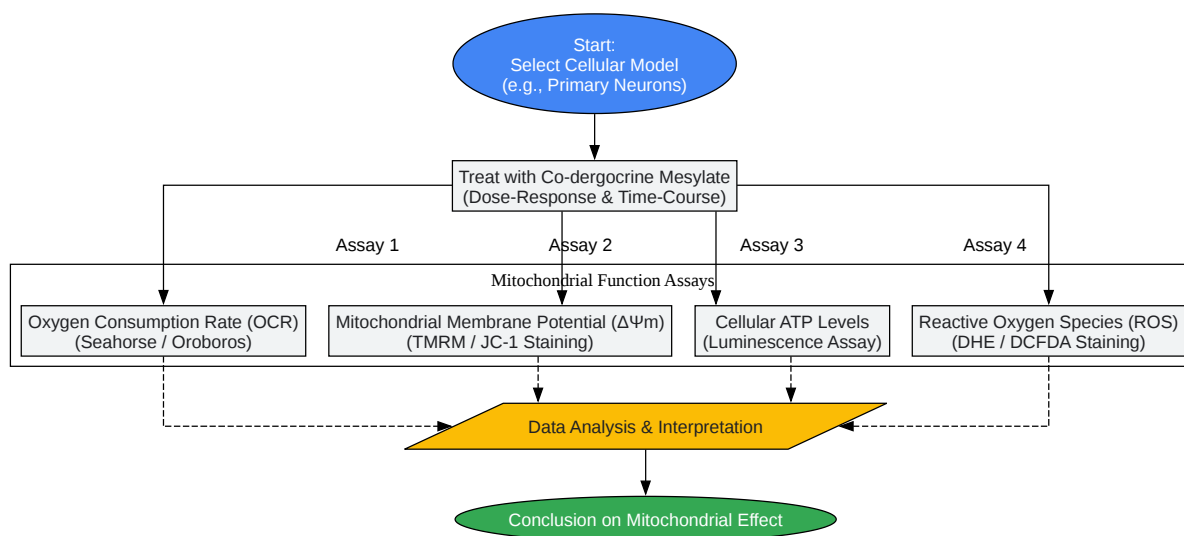 Start:
Select Cellular Model
(e.g., Primary Neurons)
Treat with Co-dergocrine Mesylate
(Dose-Response & Time-Course)
Assay 1
Assay 2
Assay 3
Assay 4
Mitochondrial Function Assays
Oxygen Consumption Rate (OCR)
(Seahorse / Oroboros)
Mitochondrial Membrane Potential (ΔΨm)
(TMRM / JC-1 Staining)
Cellular ATP Levels
(Luminescence Assay)
Reactive Oxygen Species (ROS)
(DHE / DCFDA Staining)
Data Analysis & Interpretation
Conclusion on Mitochondrial Effect